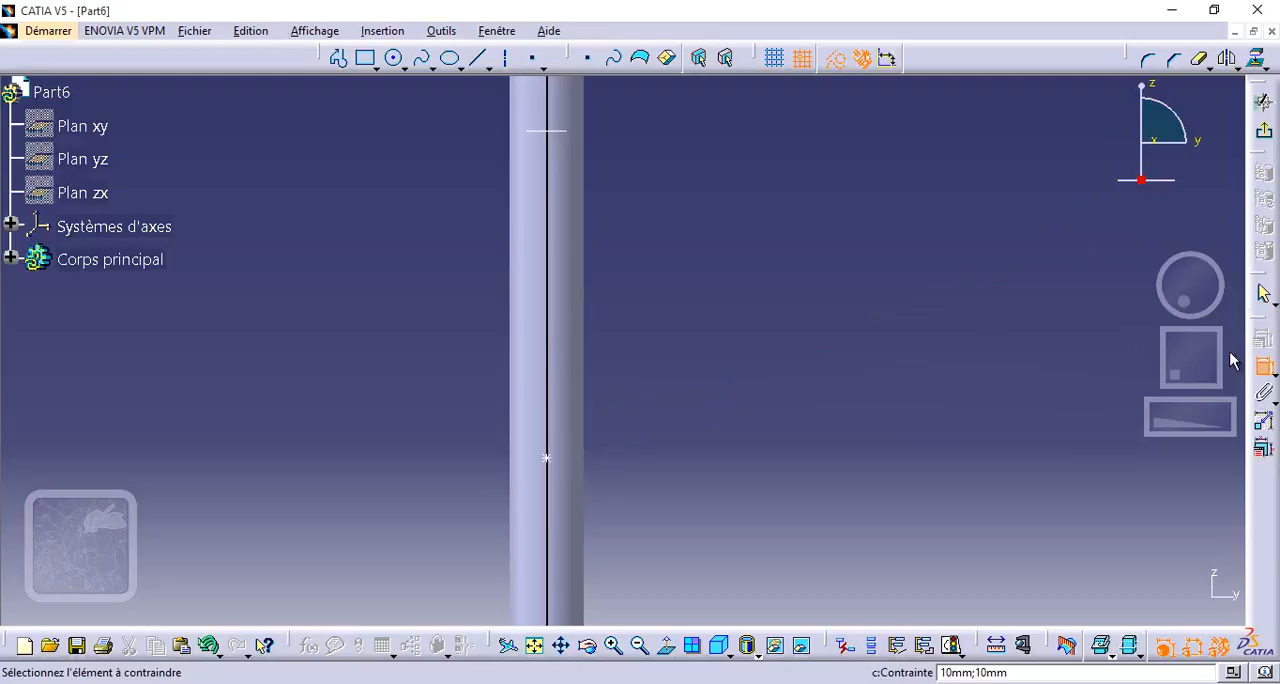 CATIA V5 - [Part6]
Démarrer ENOVIA V5 VPM Fichier Edition Affichage Insertion Outils Fenêtre Aide
Part6
Plan xy
Plan yz
Plan zx
Systèmes d'axes
Corps principal
z
x y
z
y
f(x)
CATIA
Sélectionnez l'élément à contraindre c:Contrainte 10mm;10mm